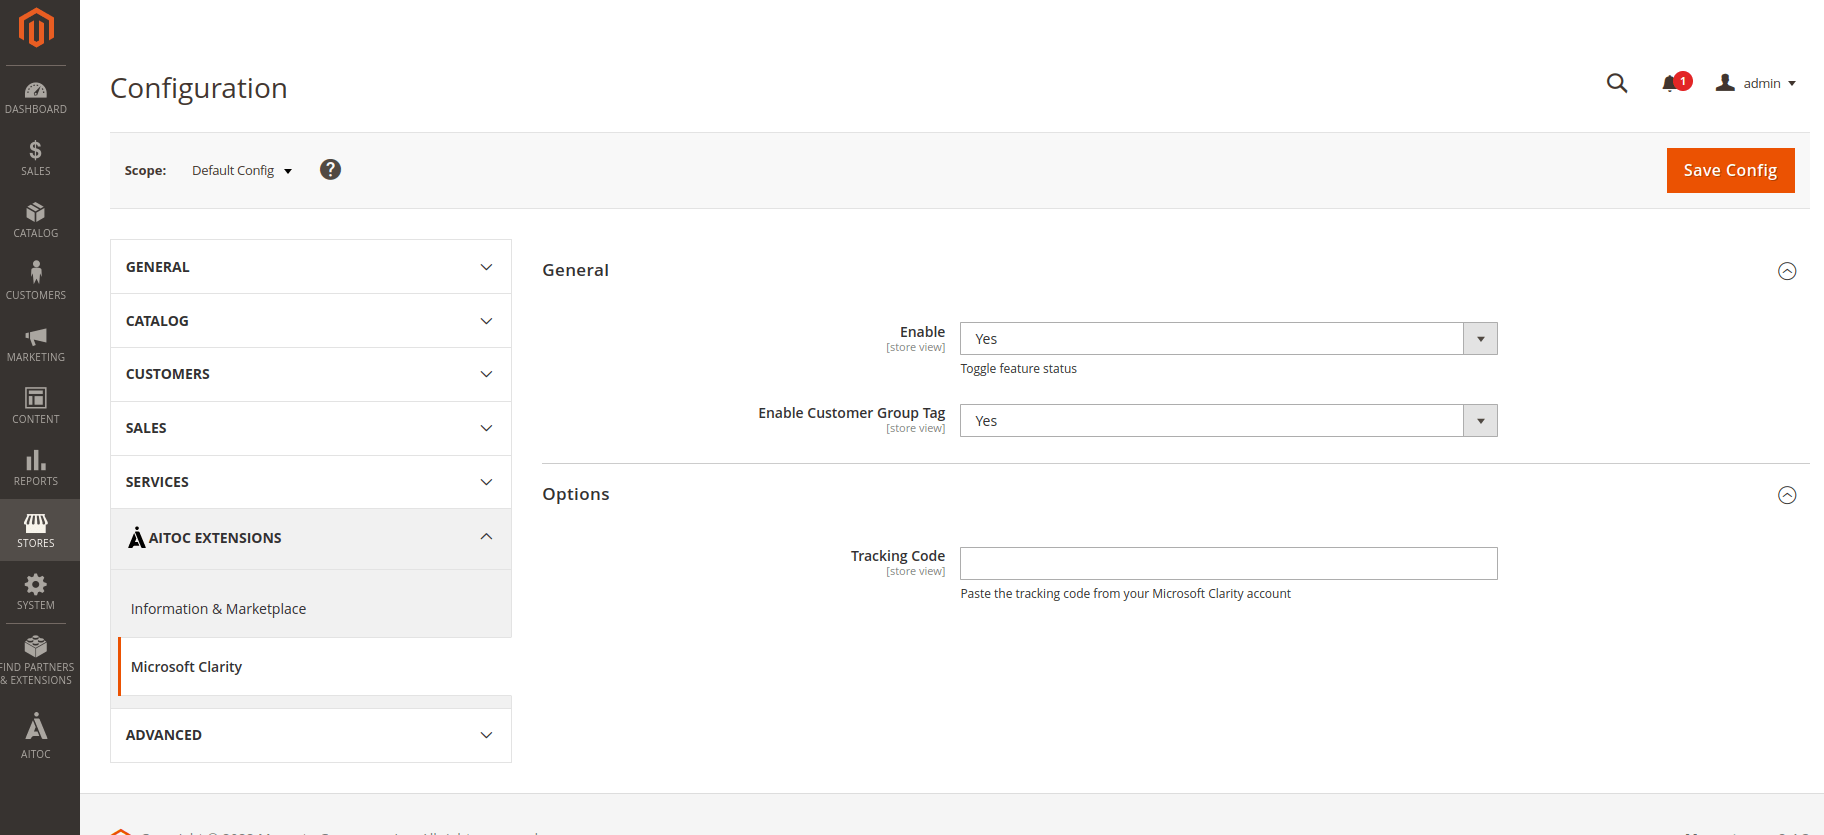 DASHBOARD
SALES
CATALOG
CUSTOMERS
MARKETING
CONTENT
REPORTS
STORES
SYSTEM
FIND PARTNERS
& EXTENSIONS
AITOC
Configuration
1
admin
Scope:
Default Config
?
Save Config
GENERAL
CATALOG
CUSTOMERS
SALES
SERVICES
AITOC EXTENSIONS
Information & Marketplace
Microsoft Clarity
ADVANCED
General
Enable
[store view]
Yes
Toggle feature status
Enable Customer Group Tag
[store view]
Yes
Options
Tracking Code
[store view]
Paste the tracking code from your Microsoft Clarity account